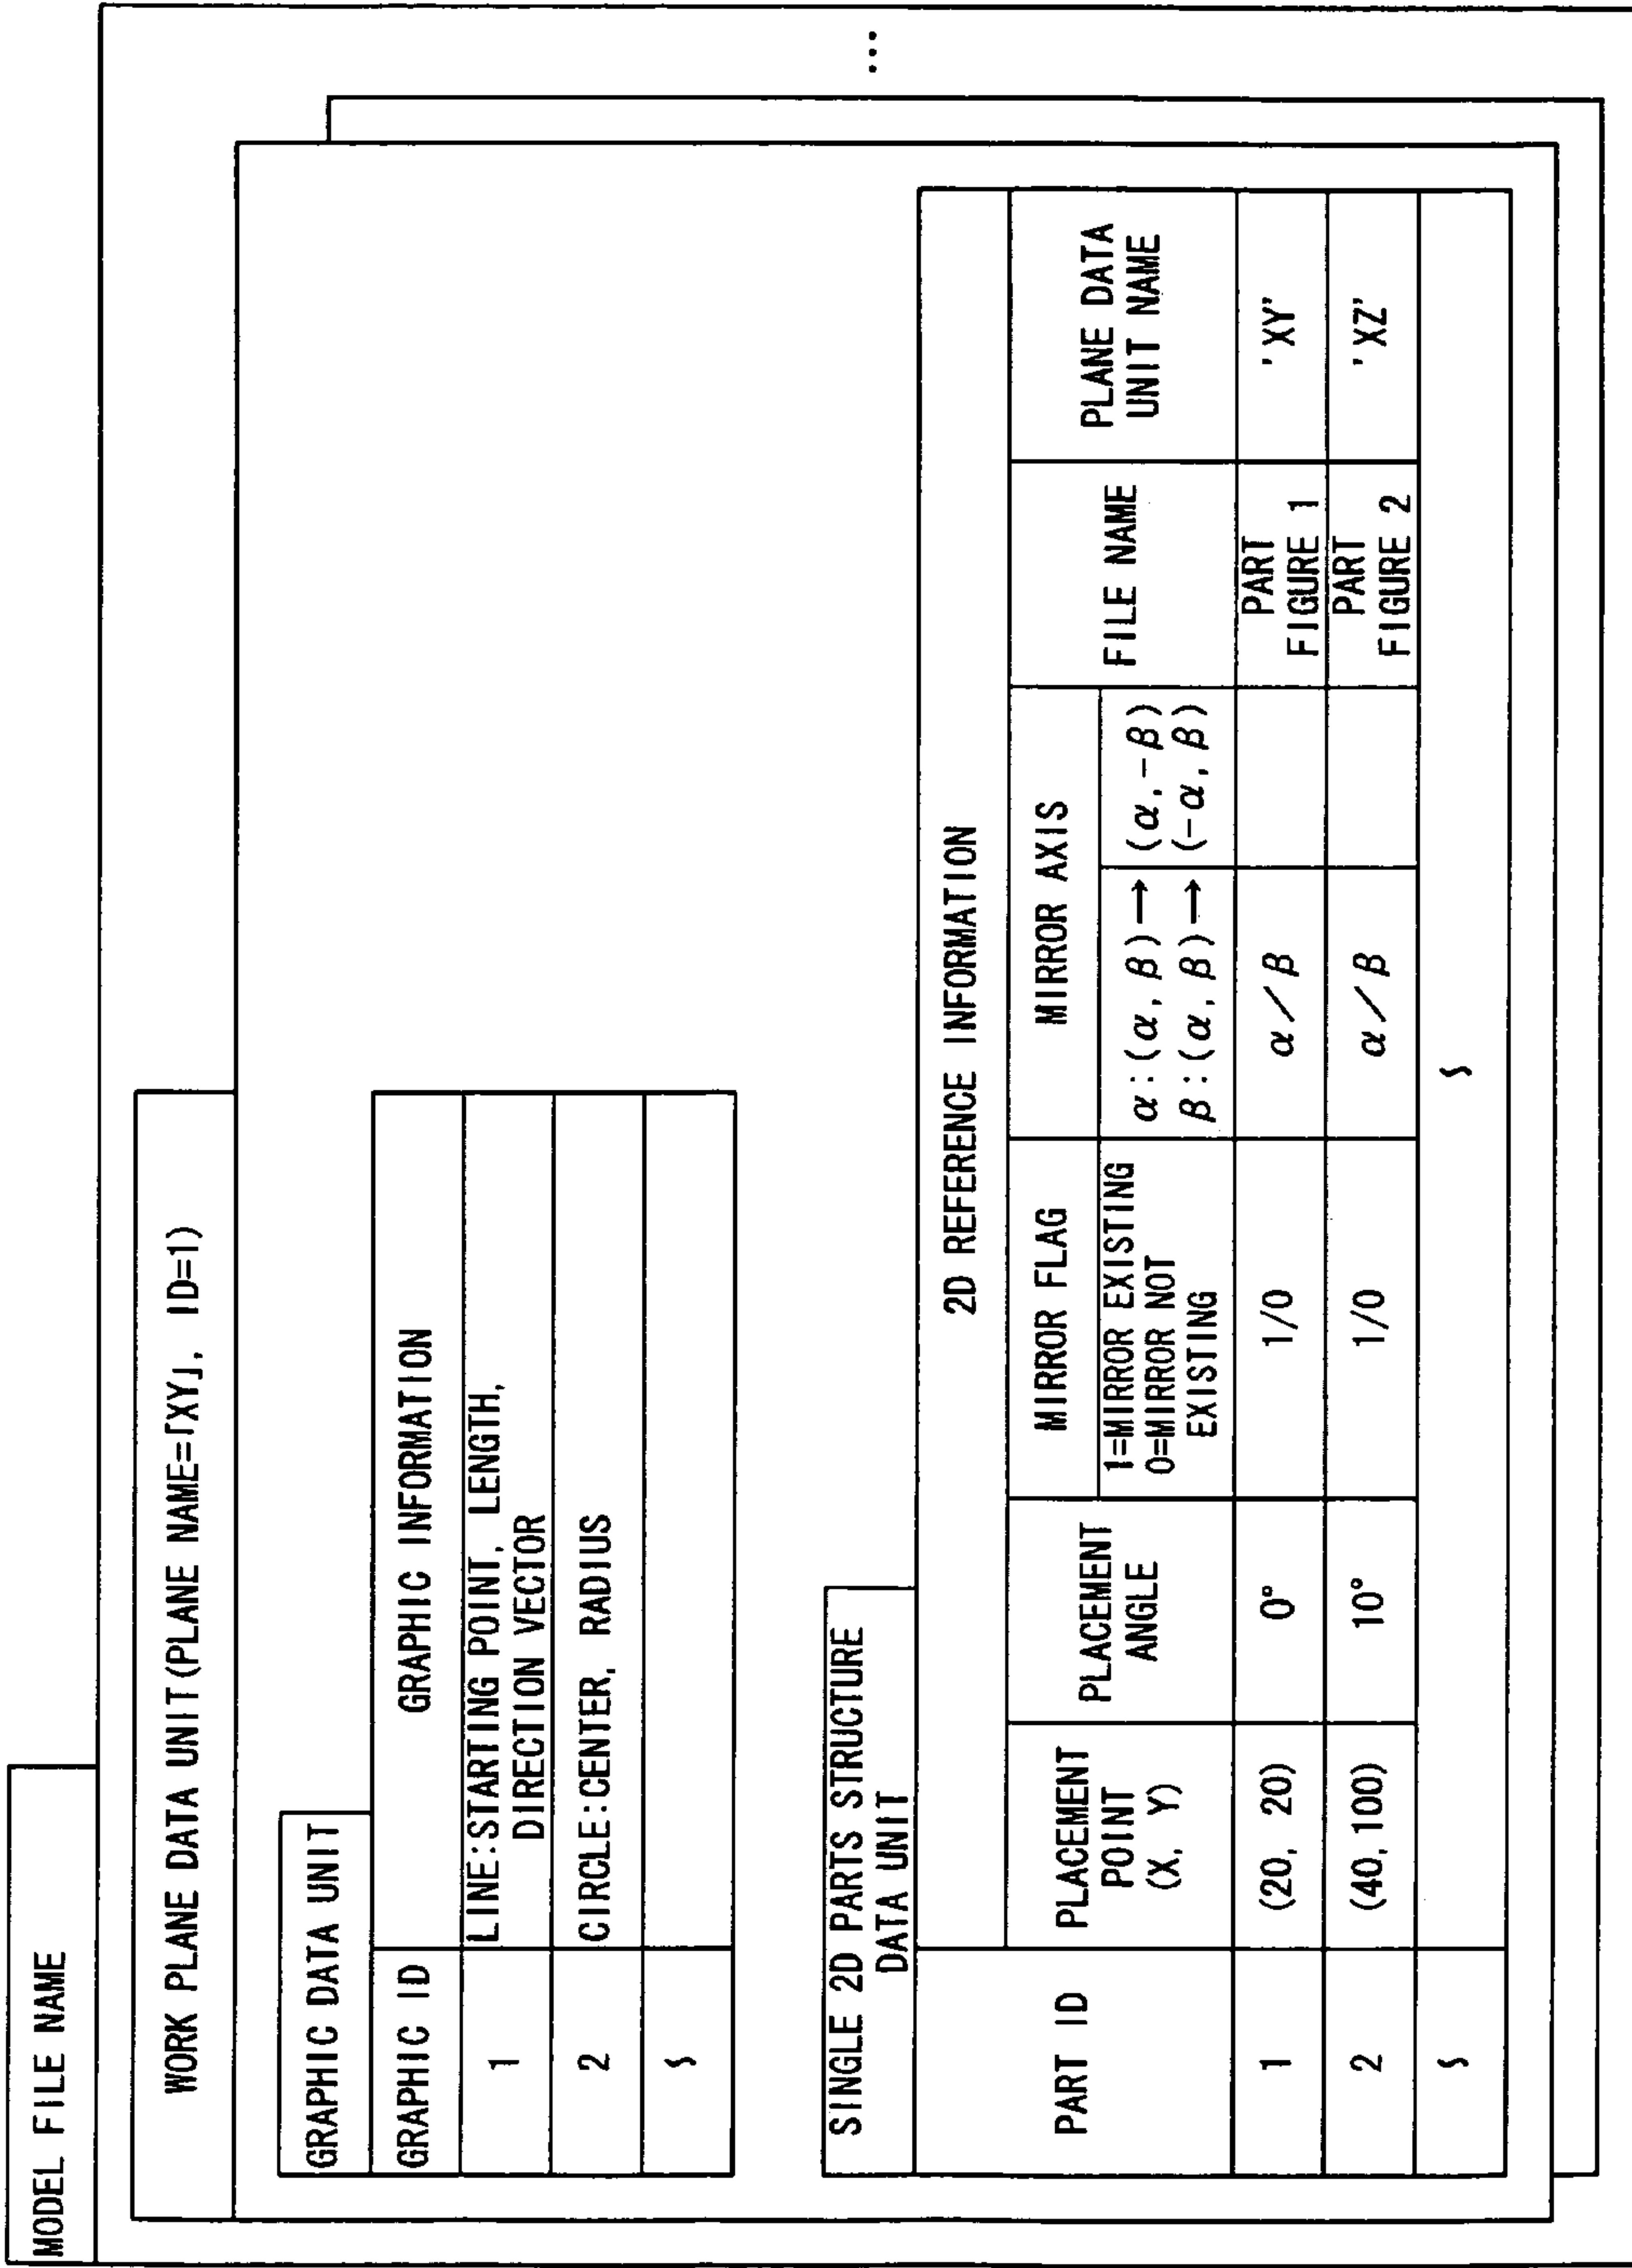 MODEL FILE NAME
WORK PLANE DATA UNIT(PLANE NAME=「XY」, ID=1)
GRAPHIC DATA UNIT
GRAPHIC ID
GRAPHIC INFORMATION
1
LINE:STARTING POINT, LENGTH,
DIRECTION VECTOR
2
CIRCLE:CENTER, RADIUS
∽
SINGLE 2D PARTS STRUCTURE
DATA UNIT
PART ID
2D REFERENCE INFORMATION
PLACEMENT
POINT
(X, Y)
PLACEMENT
ANGLE
MIRROR FLAG
1=MIRROR EXISTING
0=MIRROR NOT
EXISTING
MIRROR AXIS
α:(α, β)→ (α,-β)
β:(α, β)→ (-α, β)
FILE NAME
PLANE DATA
UNIT NAME
1
(20, 20)
0°
1/0
α/β
PART
FIGURE 1
'XY'
2
(40,100)
10°
1/0
α/β
PART
FIGURE 2
'XZ'
∽
∽
...